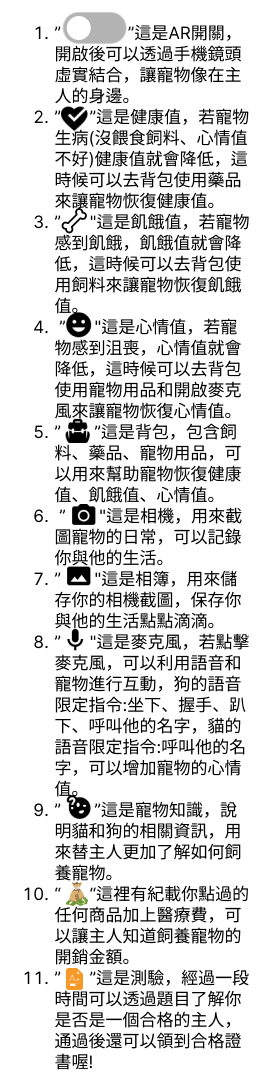 1. " "這是AR開關，
開啟後可以透過手機鏡頭
虛實結合，讓寵物像在主
人的身邊。
2. " "這是健康值，若寵物
生病(沒餵食飼料、心情值
不好)健康值就會降低，這
時候可以去背包使用藥品
來讓寵物恢復健康值。
3. " "這是飢餓值，若寵物
感到飢餓，飢餓值就會降
低，這時候可以去背包使
用飼料來讓寵物恢復飢餓
值。
4. " "這是心情值，若寵
物感到沮喪，心情值就會
降低，這時候可以去背包
使用寵物用品和開啟麥克
風來讓寵物恢復心情值。
5. " "這是背包，包含飼
料、藥品、寵物用品，可
以用來幫助寵物恢復健康
值、飢餓值、心情值。
6. " "這是相機，用來截
圖寵物的日常，可以記錄
你與他的生活。
7. " "這是相簿，用來儲
存你的相機截圖，保存你
與他的生活點點滴滴。
8. " "這是麥克風，若點擊
麥克風，可以利用語音和
寵物進行互動，狗的語音
限定指令:坐下、握手、趴
下、呼叫他的名字，貓的
語音限定指令:呼叫他的名
字，可以增加寵物的心情
值。
9. " "這是寵物知識，說
明貓和狗的相關資訊，用
來替主人更加了解如何飼
養寵物。
10. " "這裡有紀載你點過的
任何商品加上醫療費，可
以讓主人知道飼養寵物的
開銷金額。
11. " "這是測驗，經過一段
時間可以透過題目了解你
是否是一個合格的主人，
通過後還可以領到合格證
書喔!